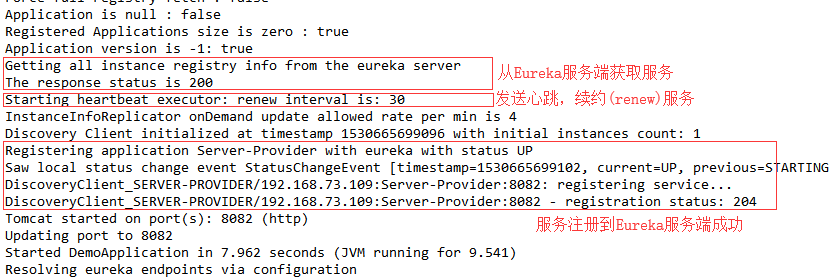 Force full registry fetch : false
Application is null : false
Registered Applications size is zero : true
Application version is -1: true
Getting all instance registry info from the eureka server
The response status is 200
从Eureka服务端获取服务
Starting heartbeat executor: renew interval is: 30
发送心跳，续约(renew)服务
InstanceInfoReplicator onDemand update allowed rate per min is 4
Discovery Client initialized at timestamp 1530665699096 with initial instances count: 1
Registering application Server-Provider with eureka with status UP
Saw local status change event StatusChangeEvent [timestamp=1530665699102, current=UP, previous=STARTING
DiscoveryClient_SERVER-PROVIDER/192.168.73.109:Server-Provider:8082: registering service...
DiscoveryClient_SERVER-PROVIDER/192.168.73.109:Server-Provider:8082 - registration status: 204
Tomcat started on port(s): 8082 (http)
服务注册到Eureka服务端成功
Updating port to 8082
Started DemoApplication in 7.962 seconds (JVM running for 9.541)
Resolving eureka endpoints via configuration